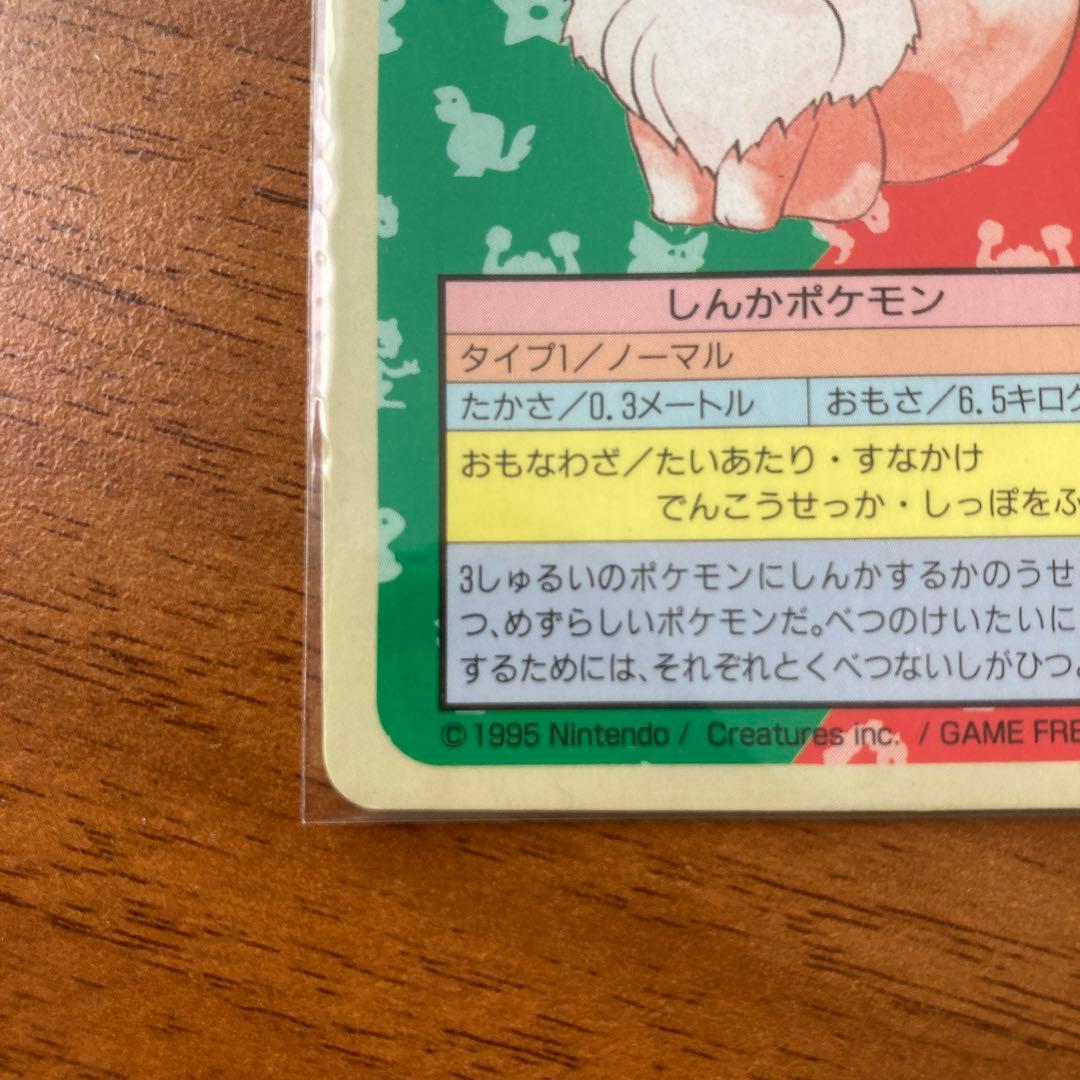 しんかポケモン
タイプ1/ノーマル
たかさ/0.3メートル おもさ/6.5キログ
おもなわざ/たいあたり・すなかけ
でんこうせっか・しっぽをふ
3しゅるいのポケモンにしんかするかのうせ
つ、めずらしいポケモンだ。べつのけいたいに
するためには、それぞれとくべつないしがひつ
©1995 Nintendo / Creatures inc. / GAME FRE